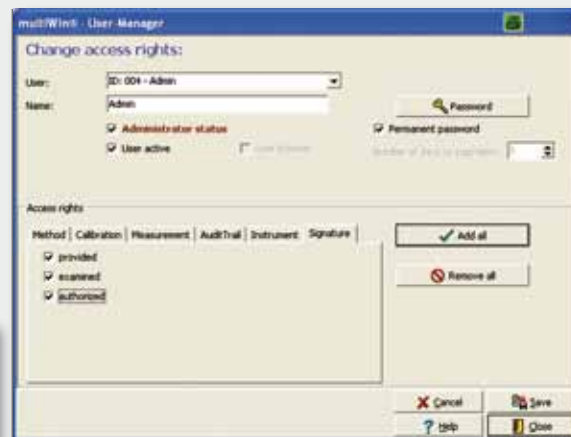 multiWin® - User-Manager
Change access rights:
User: ID: 004 - Admin
Name: Admin
Password
Administrator status
Permanent password
User active
Access rights
Method Calibration Measurement AuditTrail Instrument Signature
Add all
provided
examined
Remove all
authorized
Cancel Save
Help Close